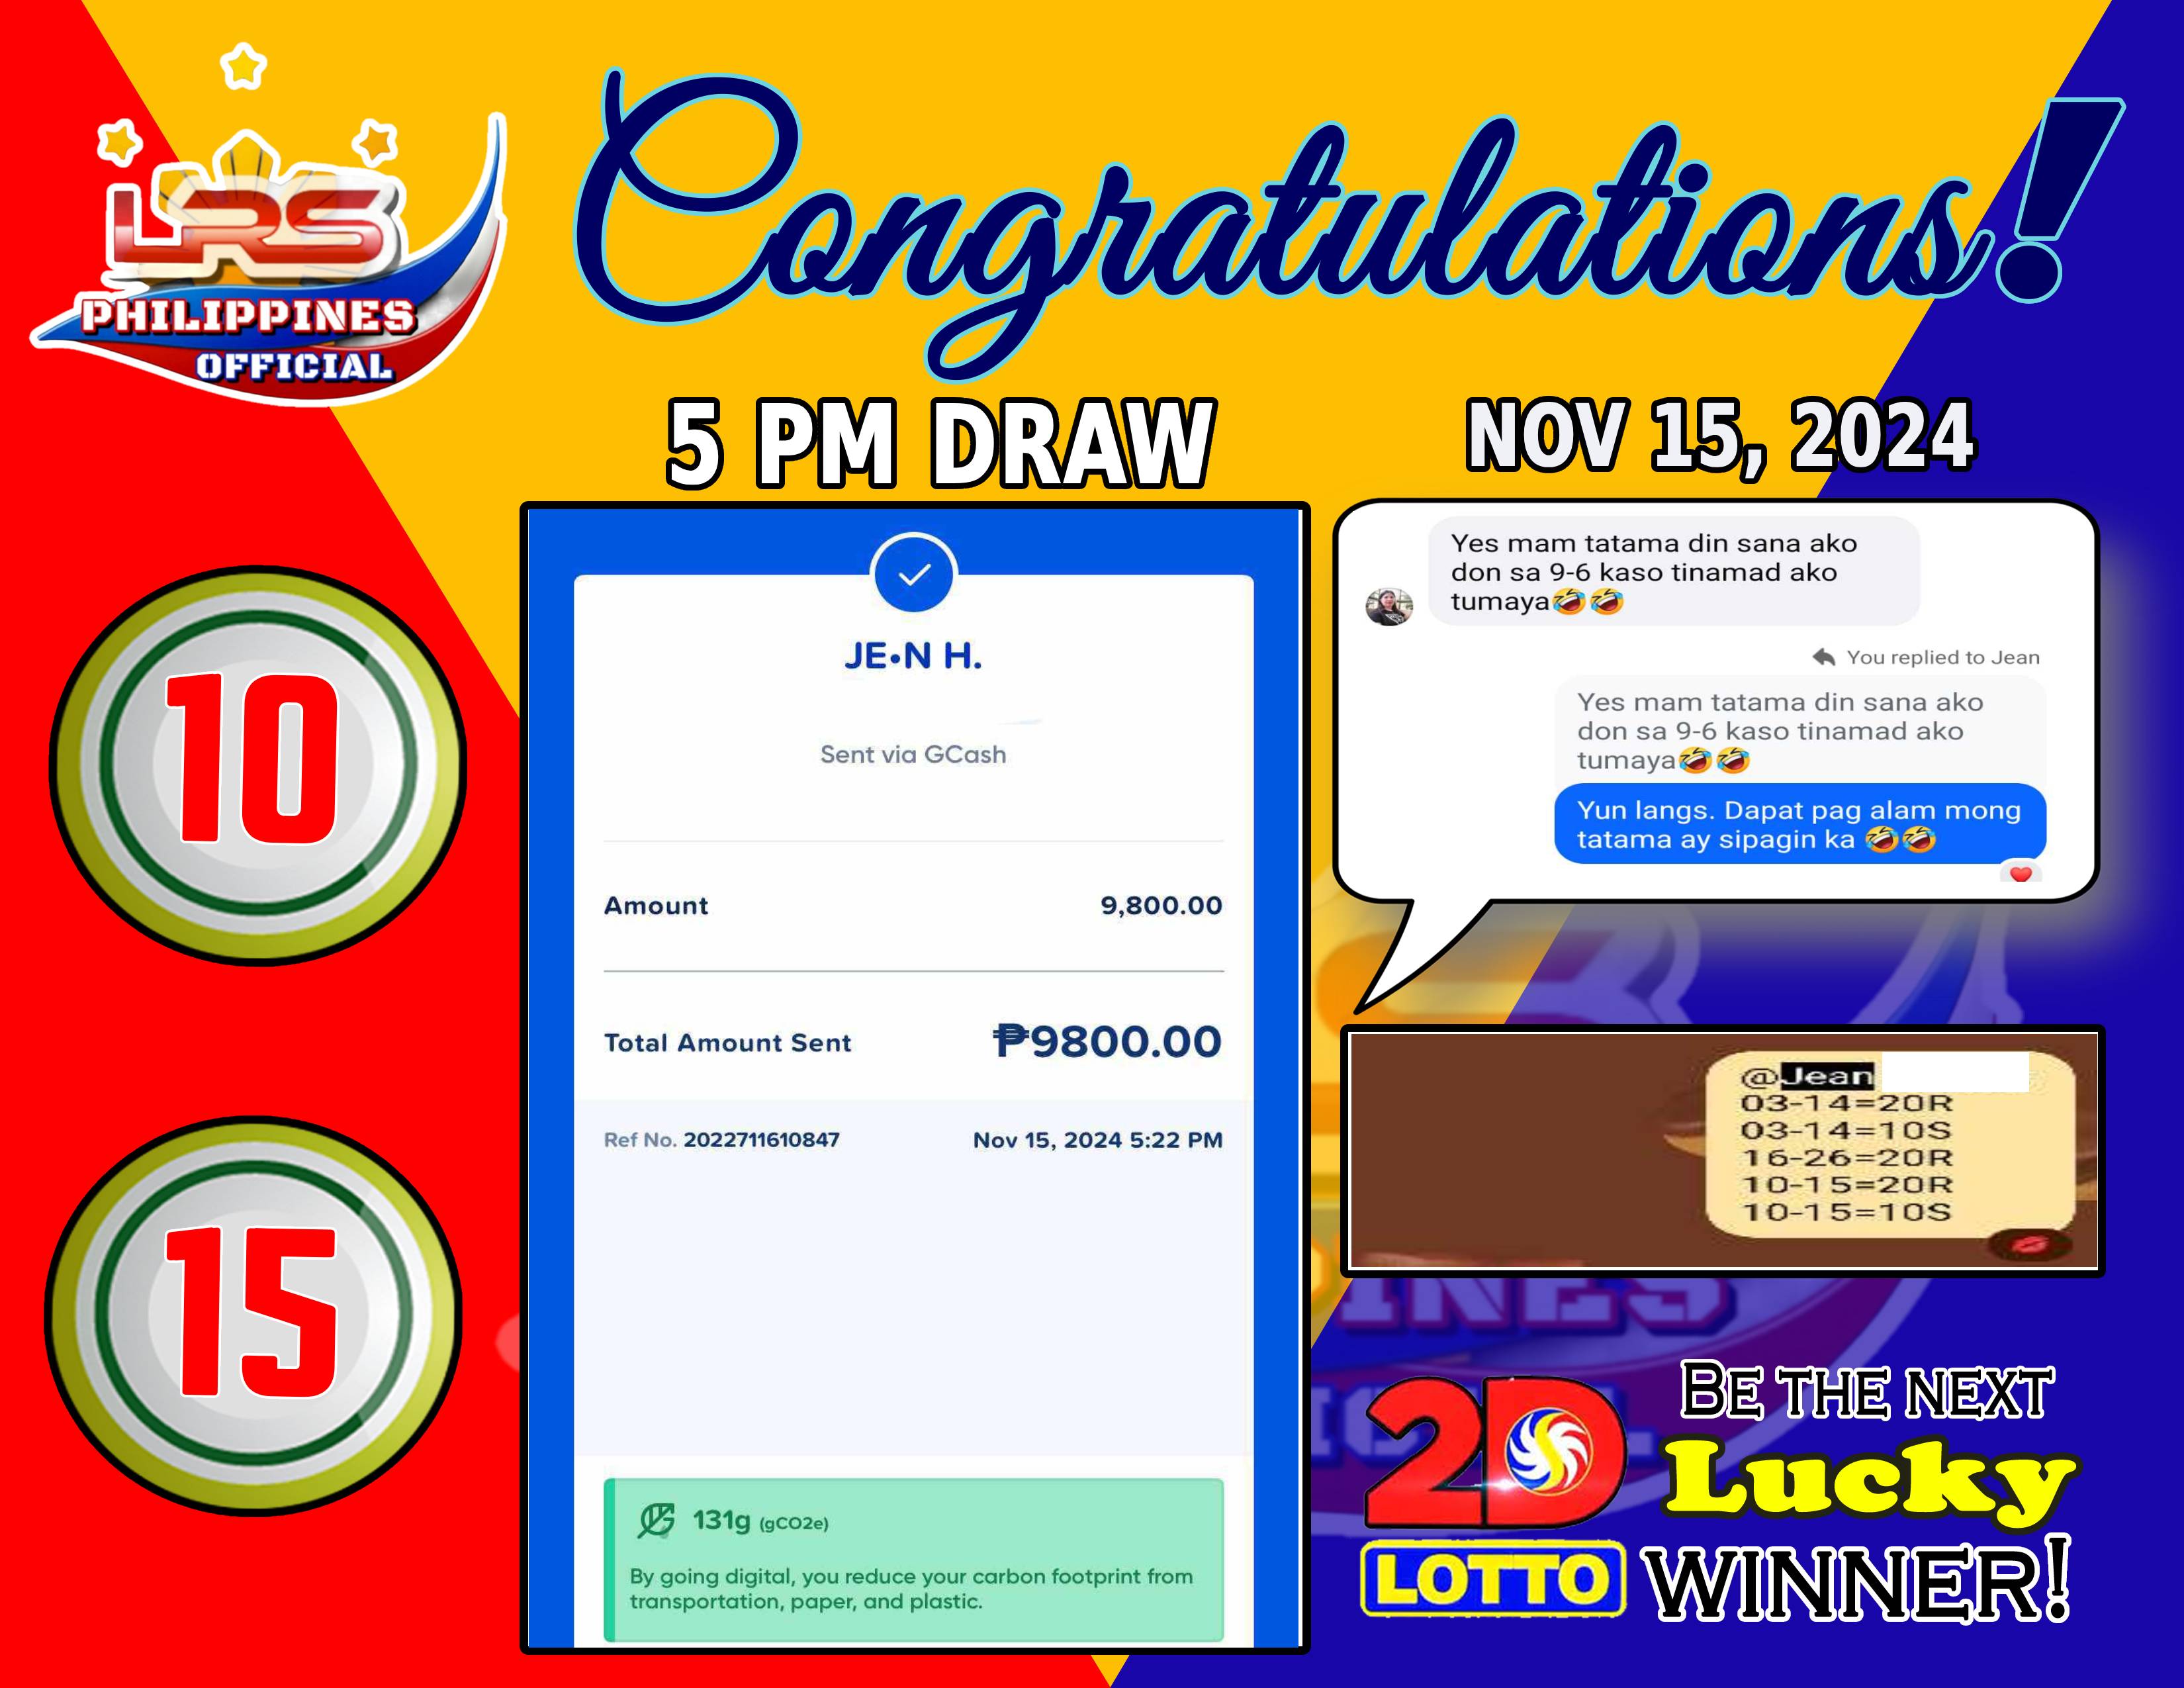 LRS
PHILIPPINES
OFFICIAL
Congratulations!
5 PM DRAW
NOV 15, 2024
10
15
JE•N H.
Sent via GCash
Amount 9,800.00
Total Amount Sent ₱9800.00
Ref No. 2022711610847 Nov 15, 2024 5:22 PM
131g (gCO2e)
By going digital, you reduce your carbon footprint from
transportation, paper, and plastic.
Yes mam tatama din sana ako
don sa 9-6 kaso tinamad ako
tumaya🤣🤣
You replied to Jean
Yes mam tatama din sana ako
don sa 9-6 kaso tinamad ako
tumaya🤣🤣
Yun langs. Dapat pag alam mong
tatama ay sipagin ka 🤣🤣
@Jean
03-14=20R
03-14=10S
16-26=20R
10-15=20R
10-15=10S
2D
LOTTO
BE THE NEXT
Lucky
WINNER!